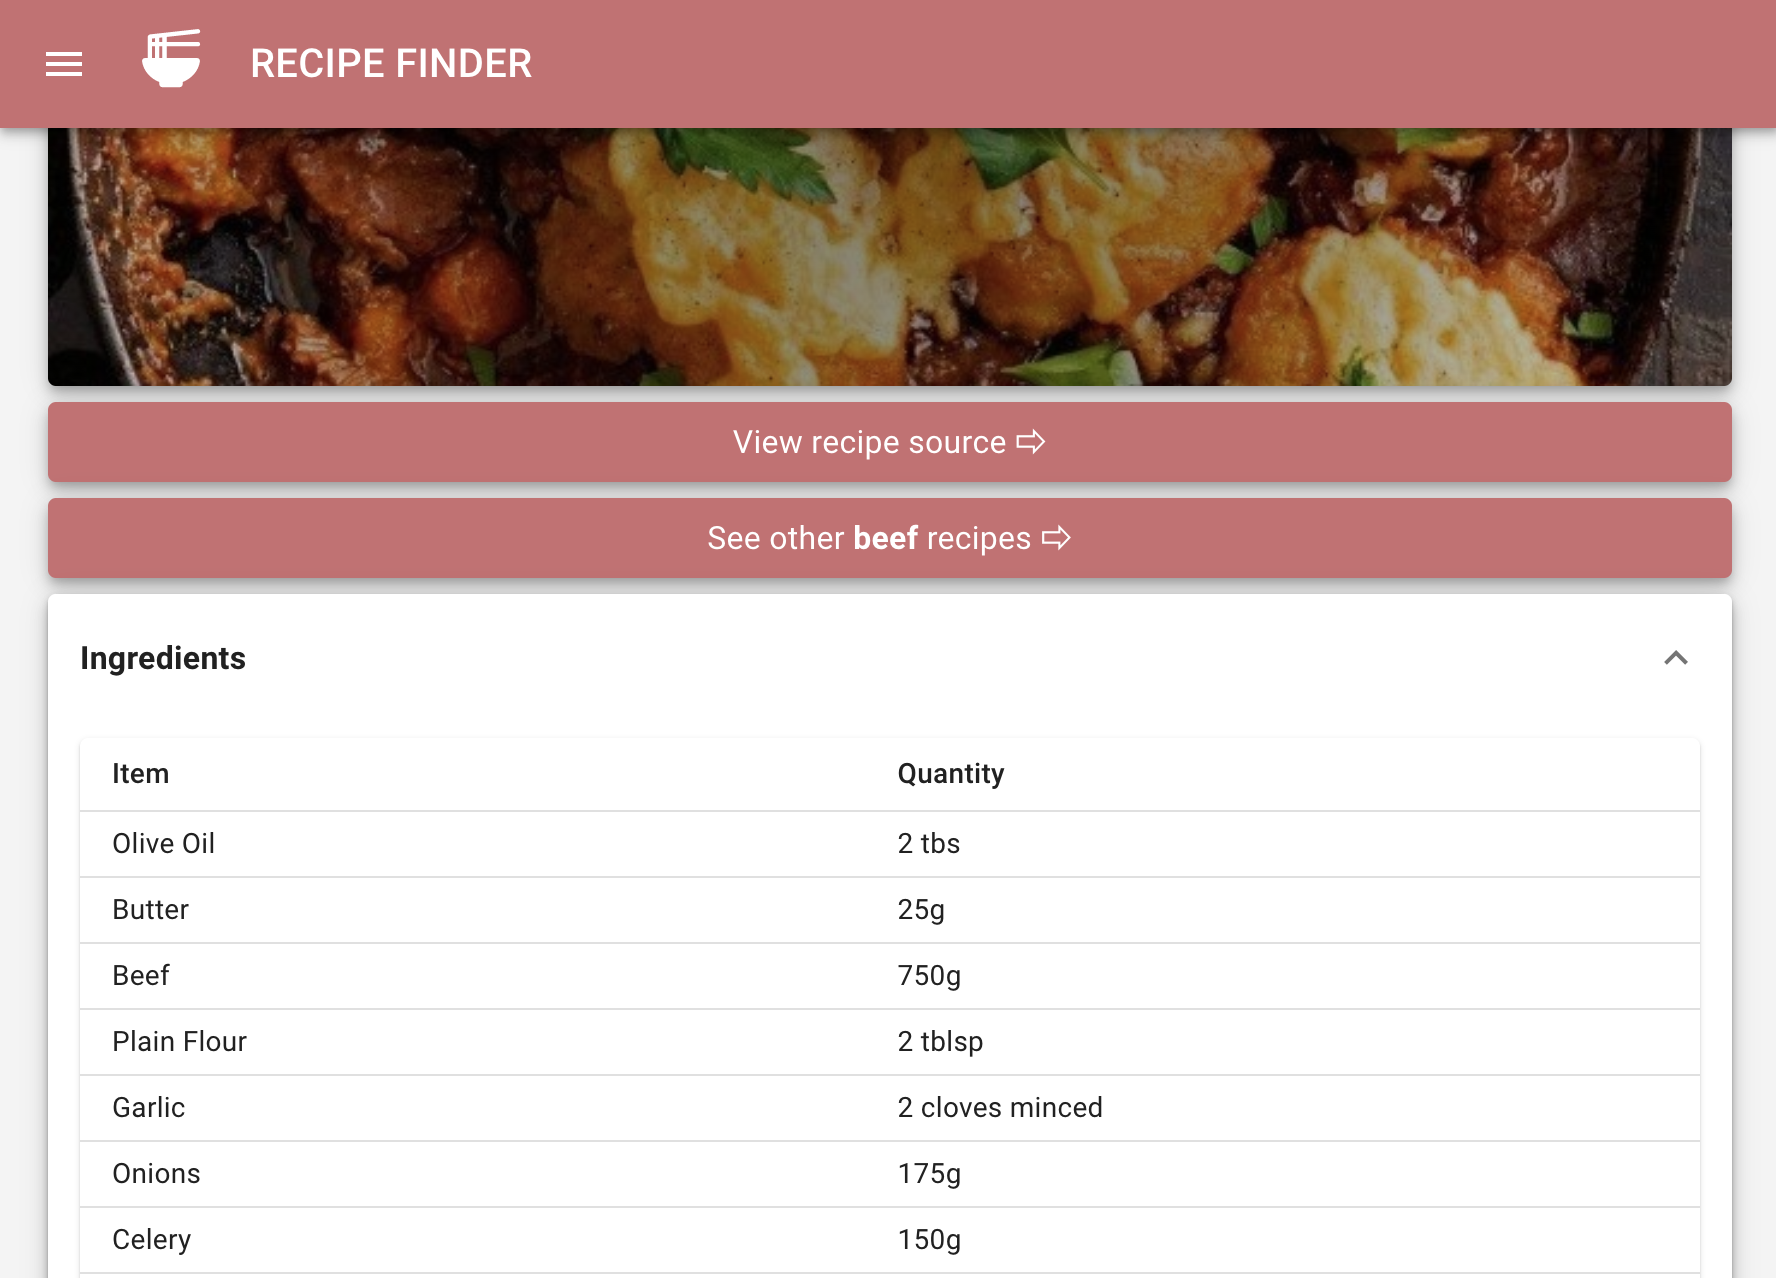 RECIPE FINDER
View recipe source ⇨
See other beef recipes ⇨
Ingredients
Item Quantity
Olive Oil 2 tbs
Butter 25g
Beef 750g
Plain Flour 2 tblsp
Garlic 2 cloves minced
Onions 175g
Celery 150g